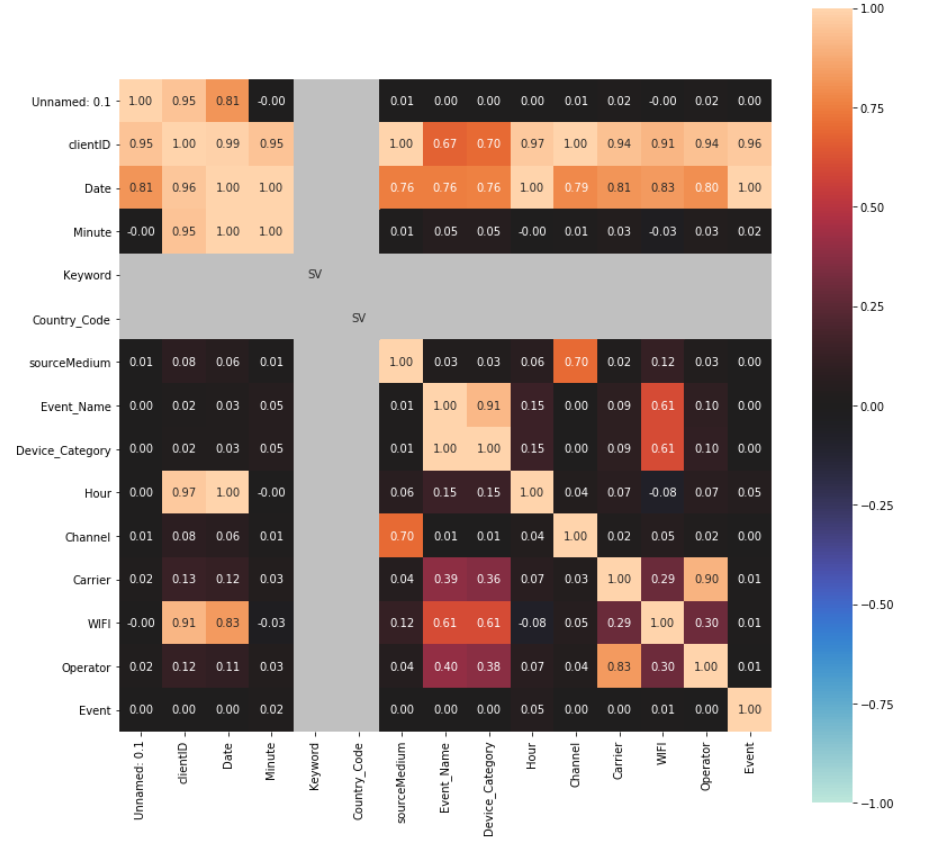 1.00
Unnamed: 0.1 1.00 0.95 0.81 -0.00 0.01 0.00 0.00 0.00 0.01 0.02 -0.00 0.02 0.00
0.75
clientID 0.95 1.00 0.99 0.95 1.00 0.67 0.70 0.97 1.00 0.94 0.91 0.94 0.96
Date 0.81 0.96 1.00 1.00 0.76 0.76 0.76 1.00 0.79 0.81 0.83 0.80 1.00
0.50
Minute -0.00 0.95 1.00 1.00 0.01 0.05 0.05 -0.00 0.01 0.03 -0.03 0.03 0.02
Keyword SV
0.25
Country_Code SV
sourceMedium 0.01 0.08 0.06 0.01 1.00 0.03 0.03 0.06 0.70 0.02 0.12 0.03 0.00
Event_Name 0.00 0.02 0.03 0.05 0.01 1.00 0.91 0.15 0.00 0.09 0.61 0.10 0.00
0.00
Device_Category 0.00 0.02 0.03 0.05 0.01 1.00 1.00 0.15 0.00 0.09 0.61 0.10 0.00
Hour 0.00 0.97 1.00 -0.00 0.06 0.15 0.15 1.00 0.04 0.07 -0.08 0.07 0.05
−0.25
Channel 0.01 0.08 0.06 0.01 0.70 0.01 0.01 0.04 1.00 0.02 0.05 0.02 0.00
Carrier 0.02 0.13 0.12 0.03 0.04 0.39 0.36 0.07 0.03 1.00 0.29 0.90 0.01
−0.50
WIFI -0.00 0.91 0.83 -0.03 0.12 0.61 0.61 -0.08 0.05 0.29 1.00 0.30 0.01
Operator 0.02 0.12 0.11 0.03 0.04 0.40 0.38 0.07 0.04 0.83 0.30 1.00 0.01
−0.75
Event 0.00 0.00 0.00 0.02 0.00 0.00 0.00 0.05 0.00 0.00 0.01 0.00 1.00
−1.00
Unnamed: 0.1
clientID
Date
Minute
Keyword
Country_Code
sourceMedium
Event_Name
Device_Category
Hour
Channel
Carrier
WIFI
Operator
Event